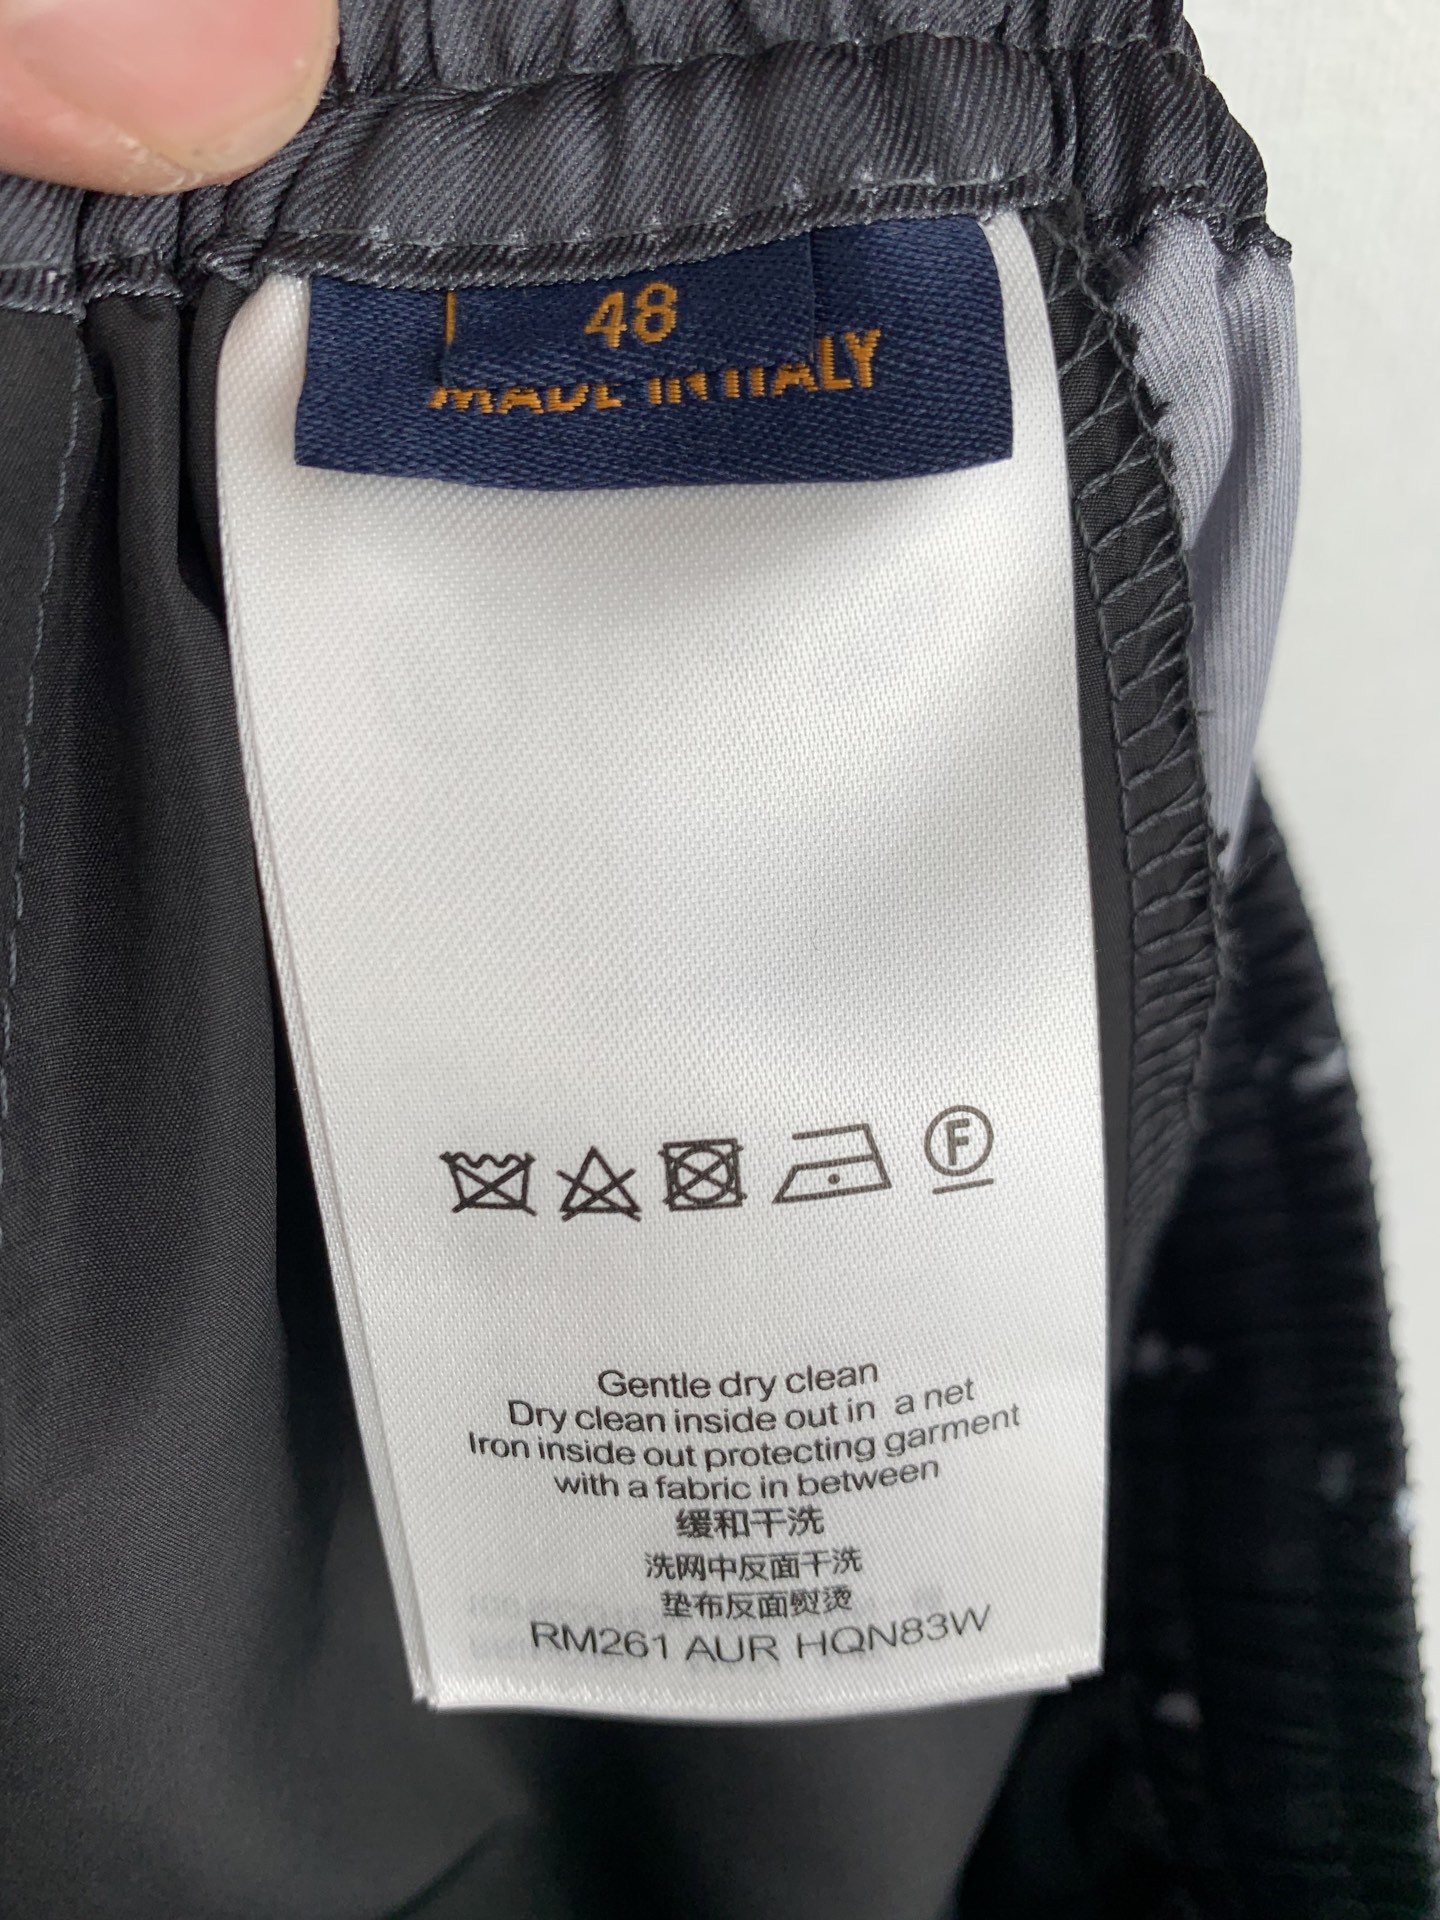 48
MADE IN ITALY
F
Gentle dry clean
Dry clean inside out in a net
Iron inside out protecting garment
with a fabric in between
缓和干洗
洗网中反面干洗
垫布反面熨烫
RM261 AUR HQN83W